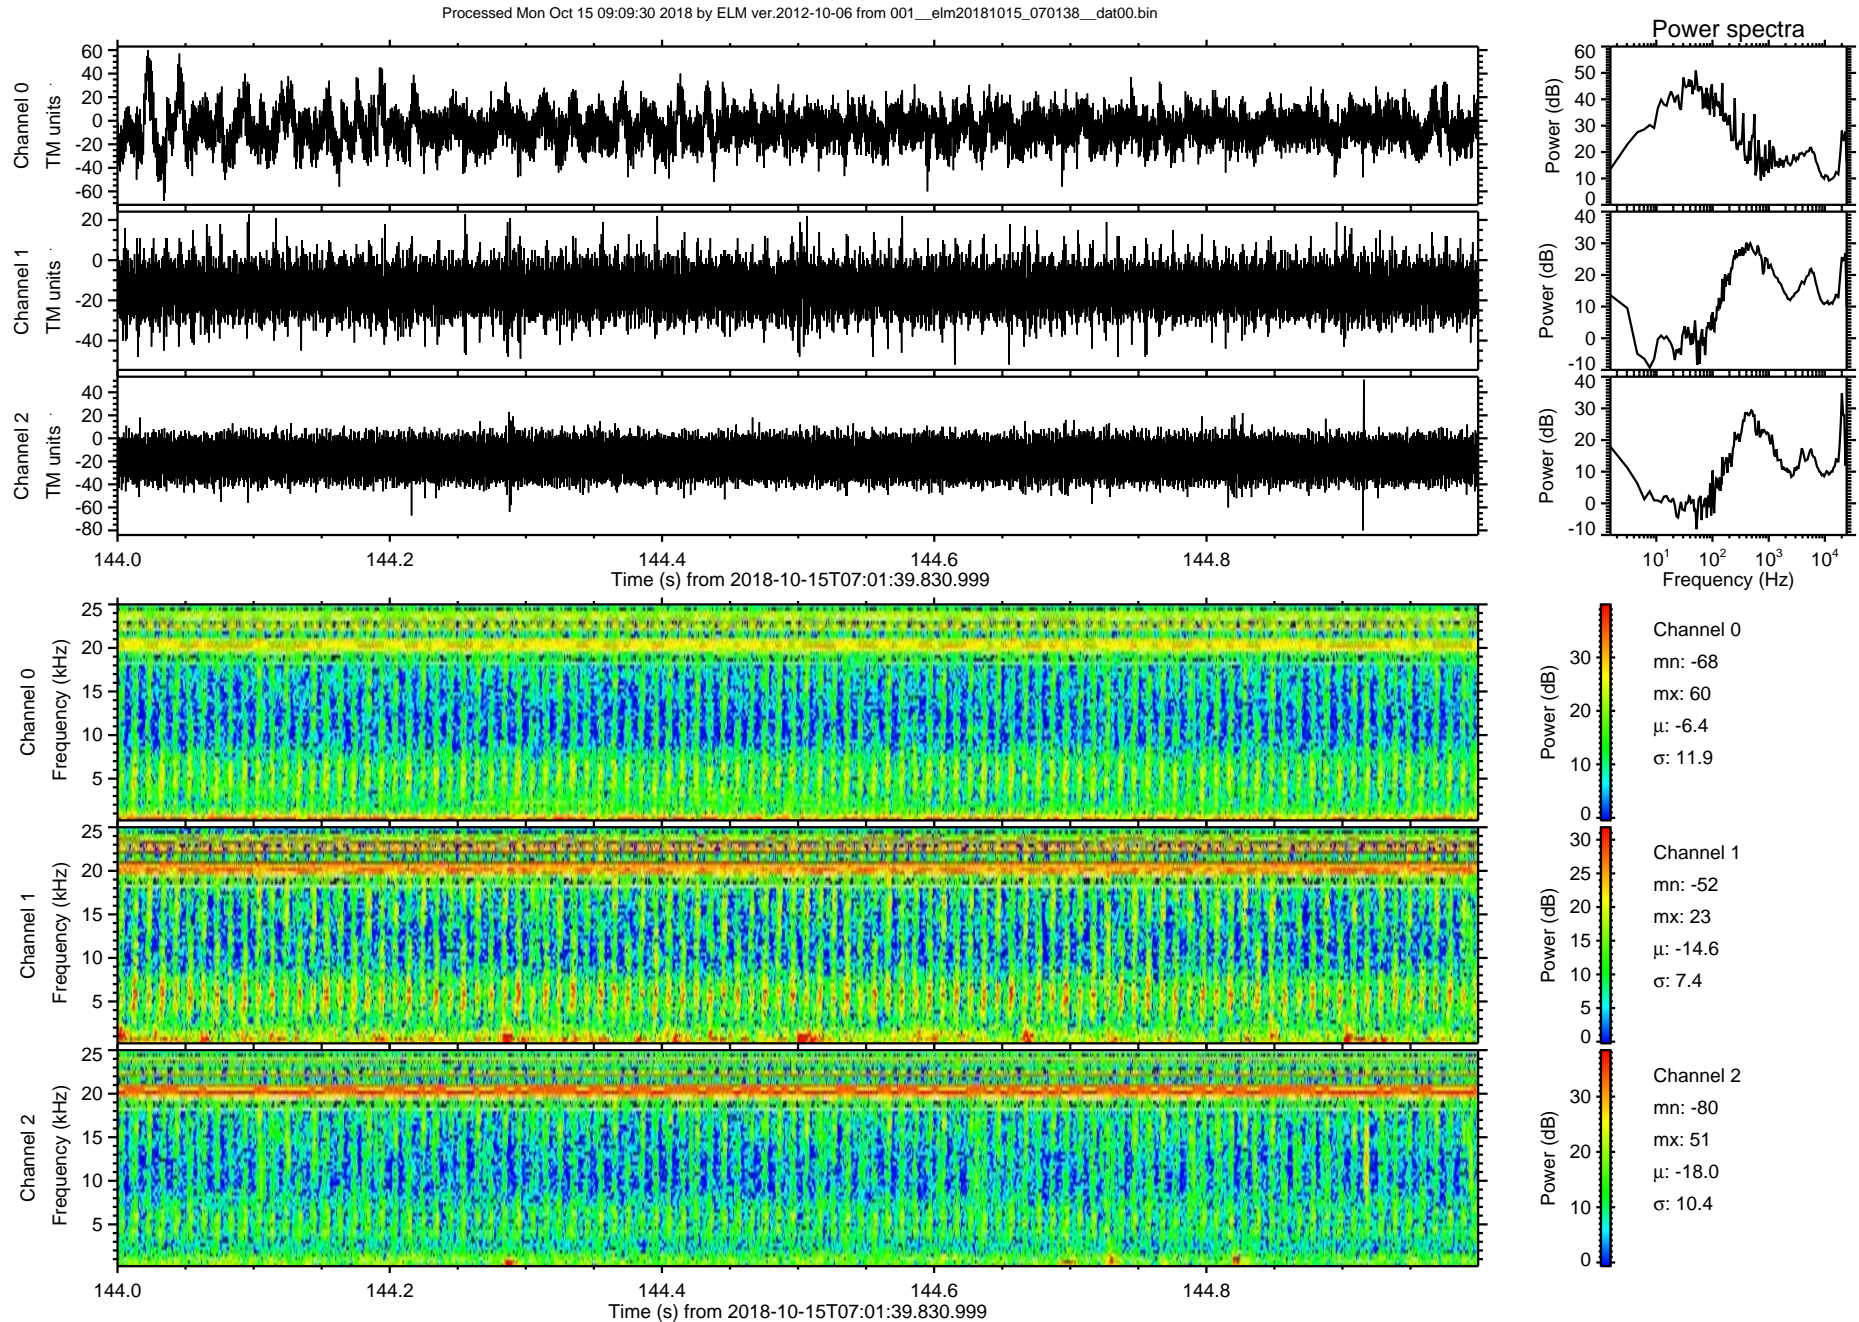 Processed Mon Oct 15 09:09:30 2018 by ELM ver.2012-10-06 from 001__elm20181015_070138__dat00.bin
Power spectra
Channel 0
TM units
60
40
20
0
-20
-40
-60
Power (dB)
60
50
40
30
20
10
0
Channel 1
TM units
20
0
-20
-40
Power (dB)
40
30
20
10
0
-10
Channel 2
TM units
40
20
0
-20
-40
-60
-80
Power (dB)
40
30
20
10
0
-10
144.0 144.2 144.4 144.6 144.8
Time (s) from 2018-10-15T07:01:39.830.999
10^1 10^2 10^3 10^4
Frequency (Hz)
Channel 0
Frequency (kHz)
25
20
15
10
5
Power (dB)
30
20
10
0
Channel 0
mn: -68
mx: 60
μ: -6.4
σ: 11.9
Channel 1
Frequency (kHz)
25
20
15
10
5
Power (dB)
30
25
20
15
10
5
0
Channel 1
mn: -52
mx: 23
μ: -14.6
σ: 7.4
Channel 2
Frequency (kHz)
25
20
15
10
5
Power (dB)
30
20
10
0
Channel 2
mn: -80
mx: 51
μ: -18.0
σ: 10.4
144.0 144.2 144.4 144.6 144.8
Time (s) from 2018-10-15T07:01:39.830.999